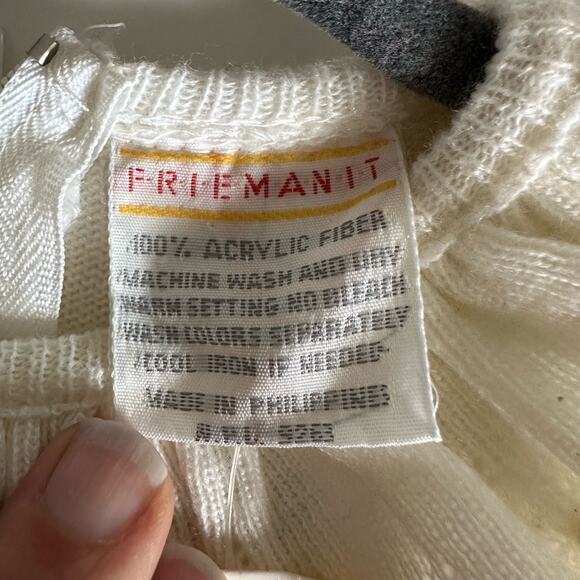 FRIEMANIT
100% ACRYLIC FIBER
MACHINE WASH AND DRY
WARM SETTING NO BLEACH
WASH COLORS SEPARATELY
COOL IRON IF NEEDED
MADE IN PHILIPPINES